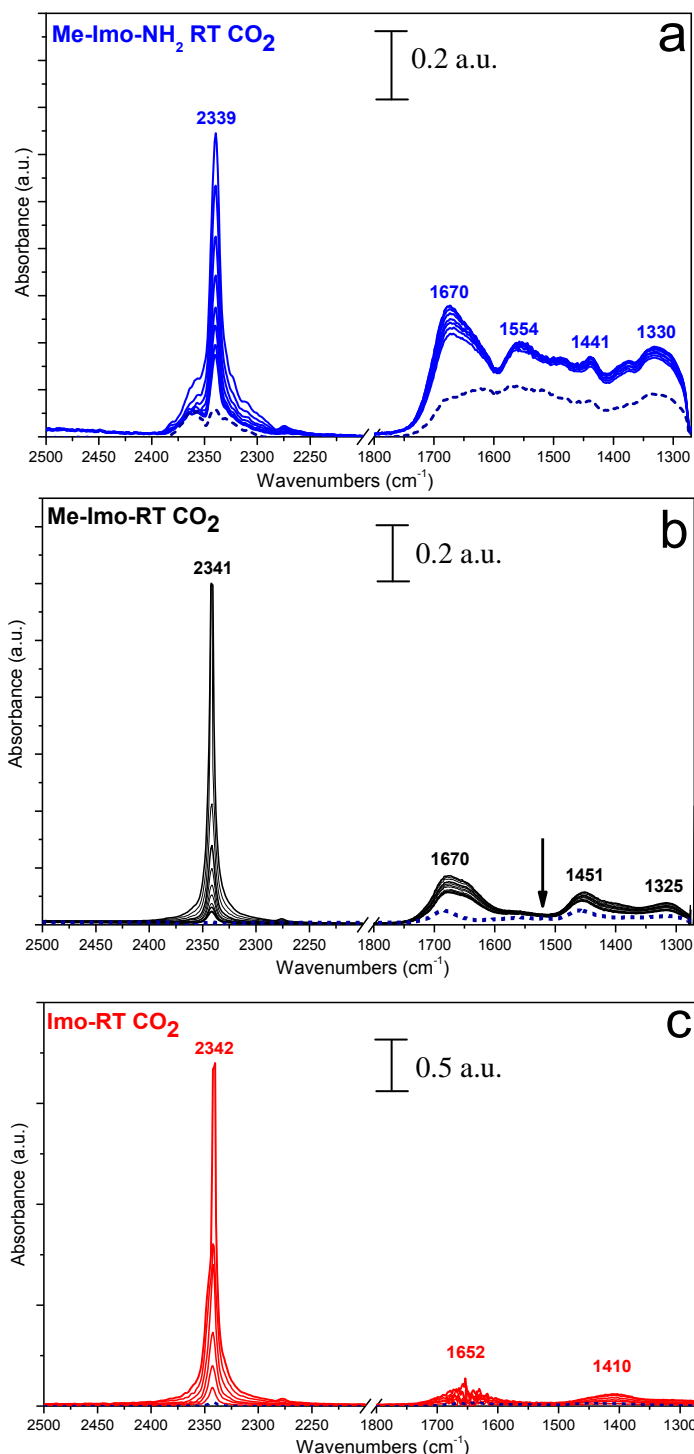 Me-Imo-NH2 RT CO2
a
0.2 a.u.
2339
1670
1554
1441
1330
Absorbance (a.u.)
2500 2450 2400 2350 2300 2250 1800 1700 1600 1500 1400 1300
Wavenumbers (cm-1)
Me-Imo-RT CO2
b
0.2 a.u.
2341
1670
1451
1325
Absorbance (a.u.)
2500 2450 2400 2350 2300 2250 1800 1700 1600 1500 1400 1300
Wavenumbers (cm-1)
Imo-RT CO2
c
2342
0.5 a.u.
1652
1410
Absorbance (a.u.)
2500 2450 2400 2350 2300 2250 1800 1700 1600 1500 1400 1300
Wavenumbers (cm-1)